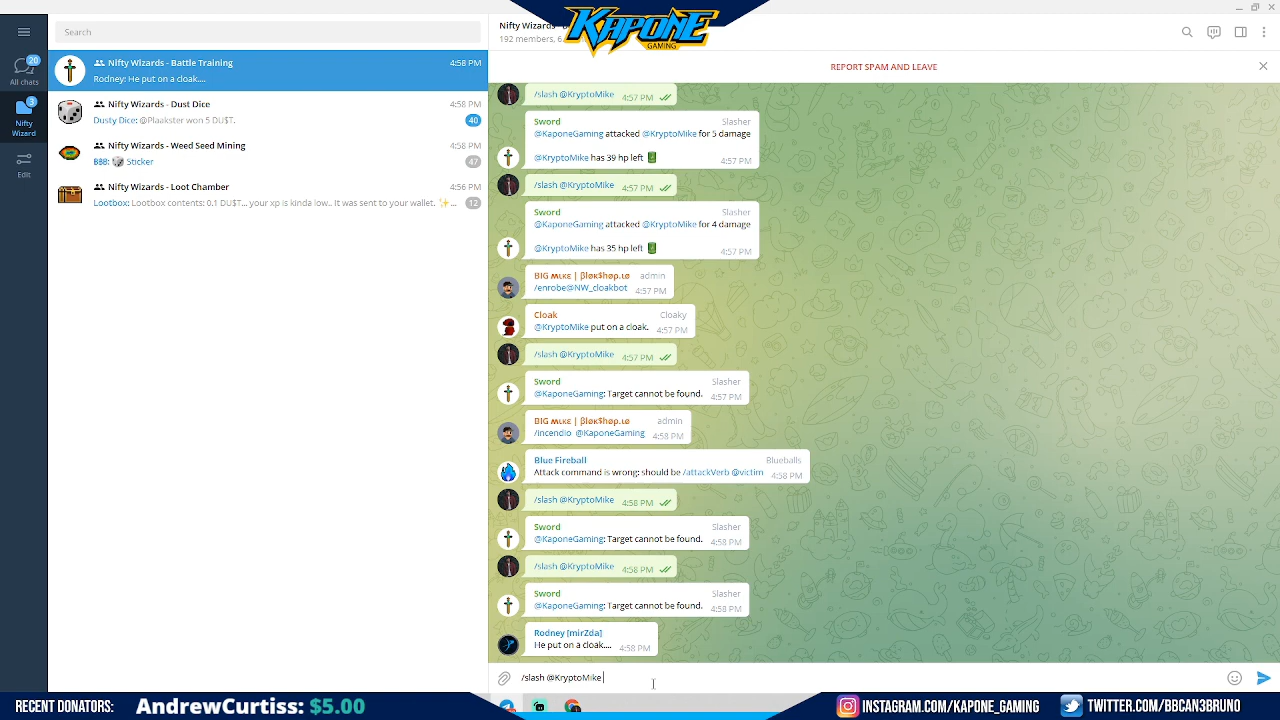 KAPONE
GAMING
Search
20
All chats
3
Nifty
Wizard
Edit
Nifty Wizards - Battle Training
4:58 PM
Rodney: He put on a cloak....
Nifty Wizards - Dust Dice
4:58 PM
Dusty Dice: @Plaakster won 5 DU$T.
40
Nifty Wizards - Weed Seed Mining
4:58 PM
BBB: 🎲 Sticker
47
Nifty Wizards - Loot Chamber
4:56 PM
Lootbox: Lootbox contents: 0.1 DU$T... your xp is kinda low.. It was sent to your wallet. ✨...
12
Nifty Wizards -
192 members,
REPORT SPAM AND LEAVE
/slash @KryptoMike 4:57 PM
Sword Slasher
@KaponeGaming attacked @KryptoMike for 5 damage
@KryptoMike has 39 hp left 🔋 4:57 PM
/slash @KryptoMike 4:57 PM
Sword Slasher
@KaponeGaming attacked @KryptoMike for 4 damage
@KryptoMike has 35 hp left 🔋 4:57 PM
BIG ʍιĸε | βløκ$høp.ιø admin
/enrobe@NW_cloakbot 4:57 PM
Cloak Cloaky
@KryptoMike put on a cloak. 4:57 PM
/slash @KryptoMike 4:57 PM
Sword Slasher
@KaponeGaming: Target cannot be found. 4:57 PM
BIG ʍιĸε | βløκ$høp.ιø admin
/incendio @KaponeGaming 4:58 PM
Blue Fireball Blueballs
Attack command is wrong; should be /attackVerb @victim 4:58 PM
/slash @KryptoMike 4:58 PM
Sword Slasher
@KaponeGaming: Target cannot be found. 4:58 PM
/slash @KryptoMike 4:58 PM
Sword Slasher
@KaponeGaming: Target cannot be found. 4:58 PM
Rodney [mirZda]
He put on a cloak.... 4:58 PM
/slash @KryptoMike
RECENT DONATORS: AndrewCurtiss: $5.00
INSTAGRAM.COM/KAPONE_GAMING
TWITTER.COM/BBCAN3BRUNO